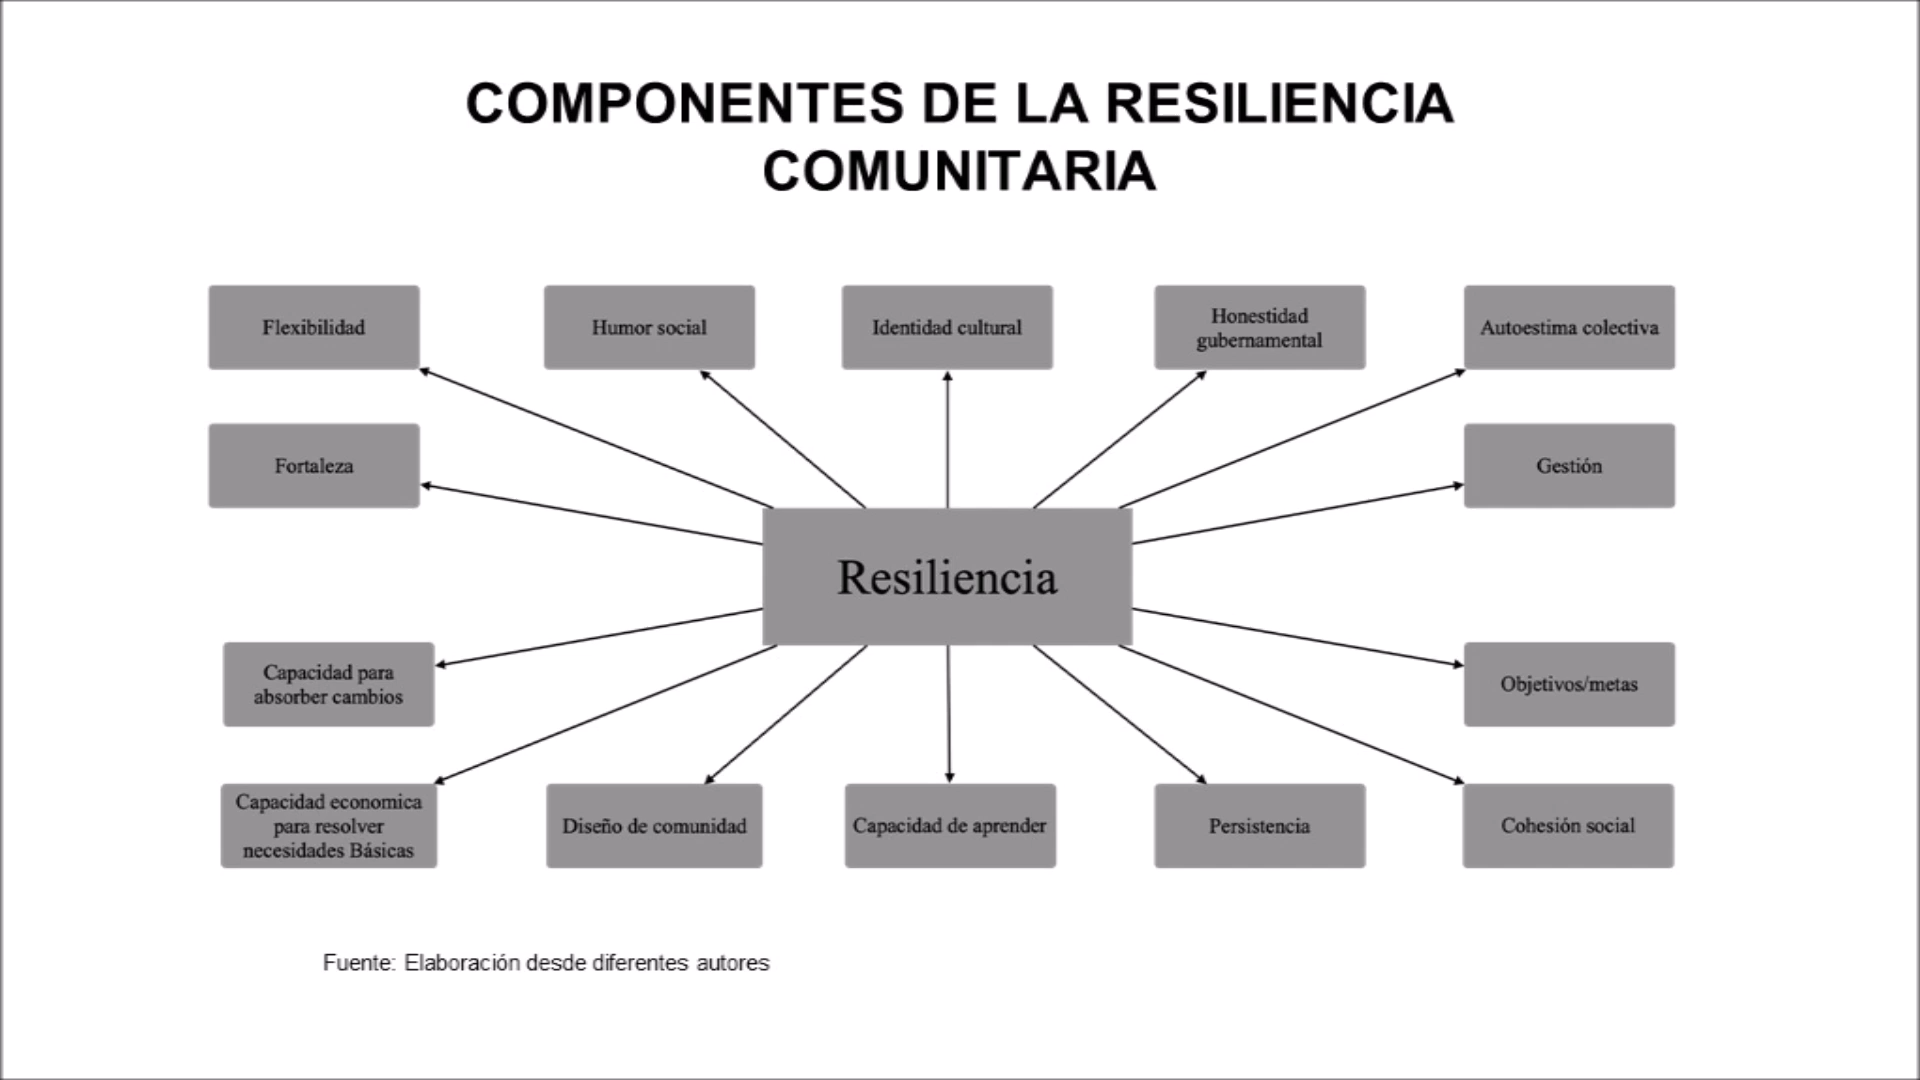 COMPONENTES DE LA RESILIENCIA
COMUNITARIA
Flexibilidad
Humor social
Identidad cultural
Honestidad
gubernamental
Autoestima colectiva
Fortaleza
Gestión
Resiliencia
Capacidad para
absorber cambios
Objetivos/metas
Capacidad economica
para resolver
necesidades Básicas
Diseño de comunidad
Capacidad de aprender
Persistencia
Cohesión social
Fuente: Elaboración desde diferentes autores